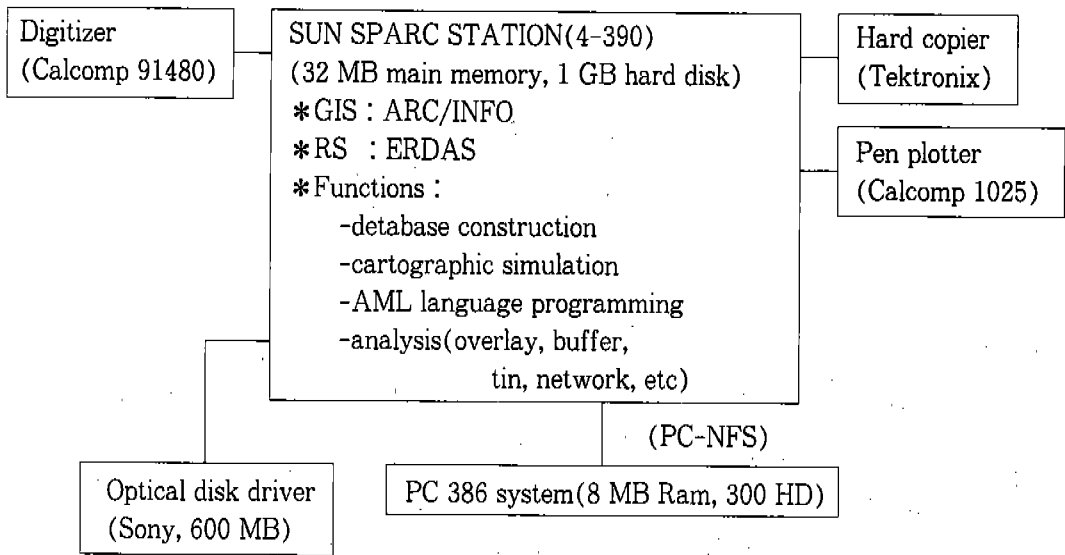 Digitizer
(Calcomp 91480)
SUN SPARC STATION(4-390)
(32 MB main memory, 1 GB hard disk)
*GIS : ARC/INFO
*RS : ERDAS
*Functions :
-detabase construction
-cartographic simulation
-AML language programming
-analysis(overlay, buffer,
tin, network, etc)
Hard copier
(Tektronix)
Pen plotter
(Calcomp 1025)
(PC-NFS)
Optical disk driver
(Sony, 600 MB)
PC 386 system(8 MB Ram, 300 HD)